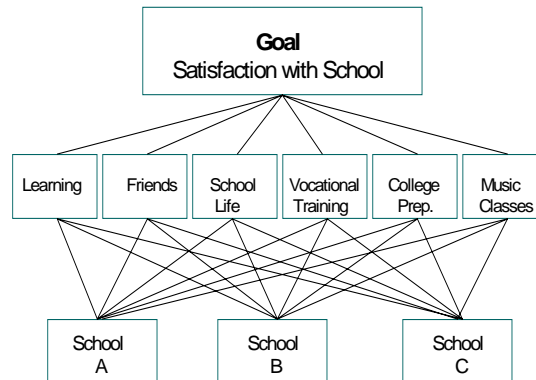 Goal
Satisfaction with School
Learning
Friends
School
Life
Vocational
Training
College
Prep.
Music
Classes
School
A
School
B
School
C